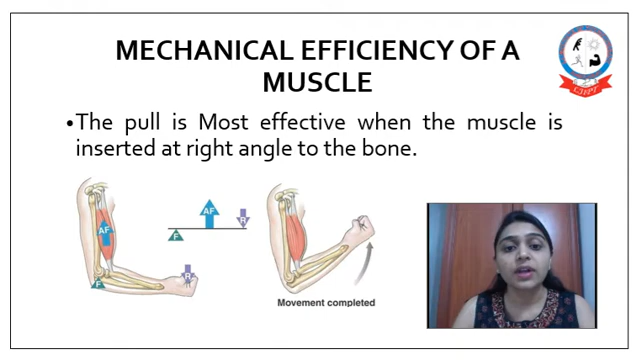 MECHANICAL EFFICIENCY OF A
MUSCLE
•The pull is Most effective when the muscle is
inserted at right angle to the bone.
AF
F
R
AF
F
R
Movement completed